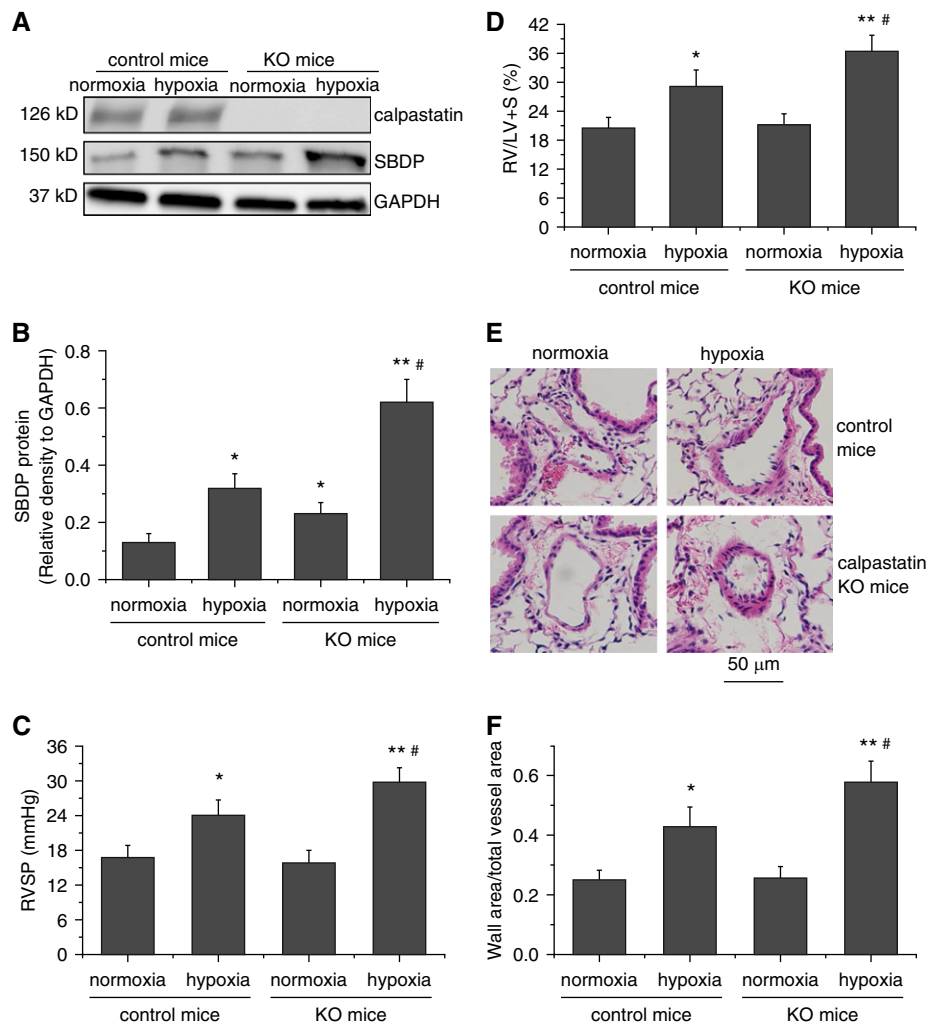 A
control mice KO mice
normoxia hypoxia normoxia hypoxia
126 kD calpastatin
150 kD SBDP
37 kD GAPDH
B
SBDP protein
(Relative density to GAPDH)
0.8
0.6
0.4
0.2
0.0
*
*
** #
normoxia hypoxia normoxia hypoxia
control mice KO mice
C
RVSP (mmHg)
36
30
24
18
12
6
0
*
** #
normoxia hypoxia normoxia hypoxia
control mice KO mice
D
RV/LV+S (%)
42
36
30
24
18
12
6
0
*
** #
normoxia hypoxia normoxia hypoxia
control mice KO mice
E
normoxia hypoxia
control
mice
calpastatin
KO mice
50 μm
F
Wall area/total vessel area
0.6
0.4
0.2
0.0
*
** #
normoxia hypoxia normoxia hypoxia
control mice KO mice